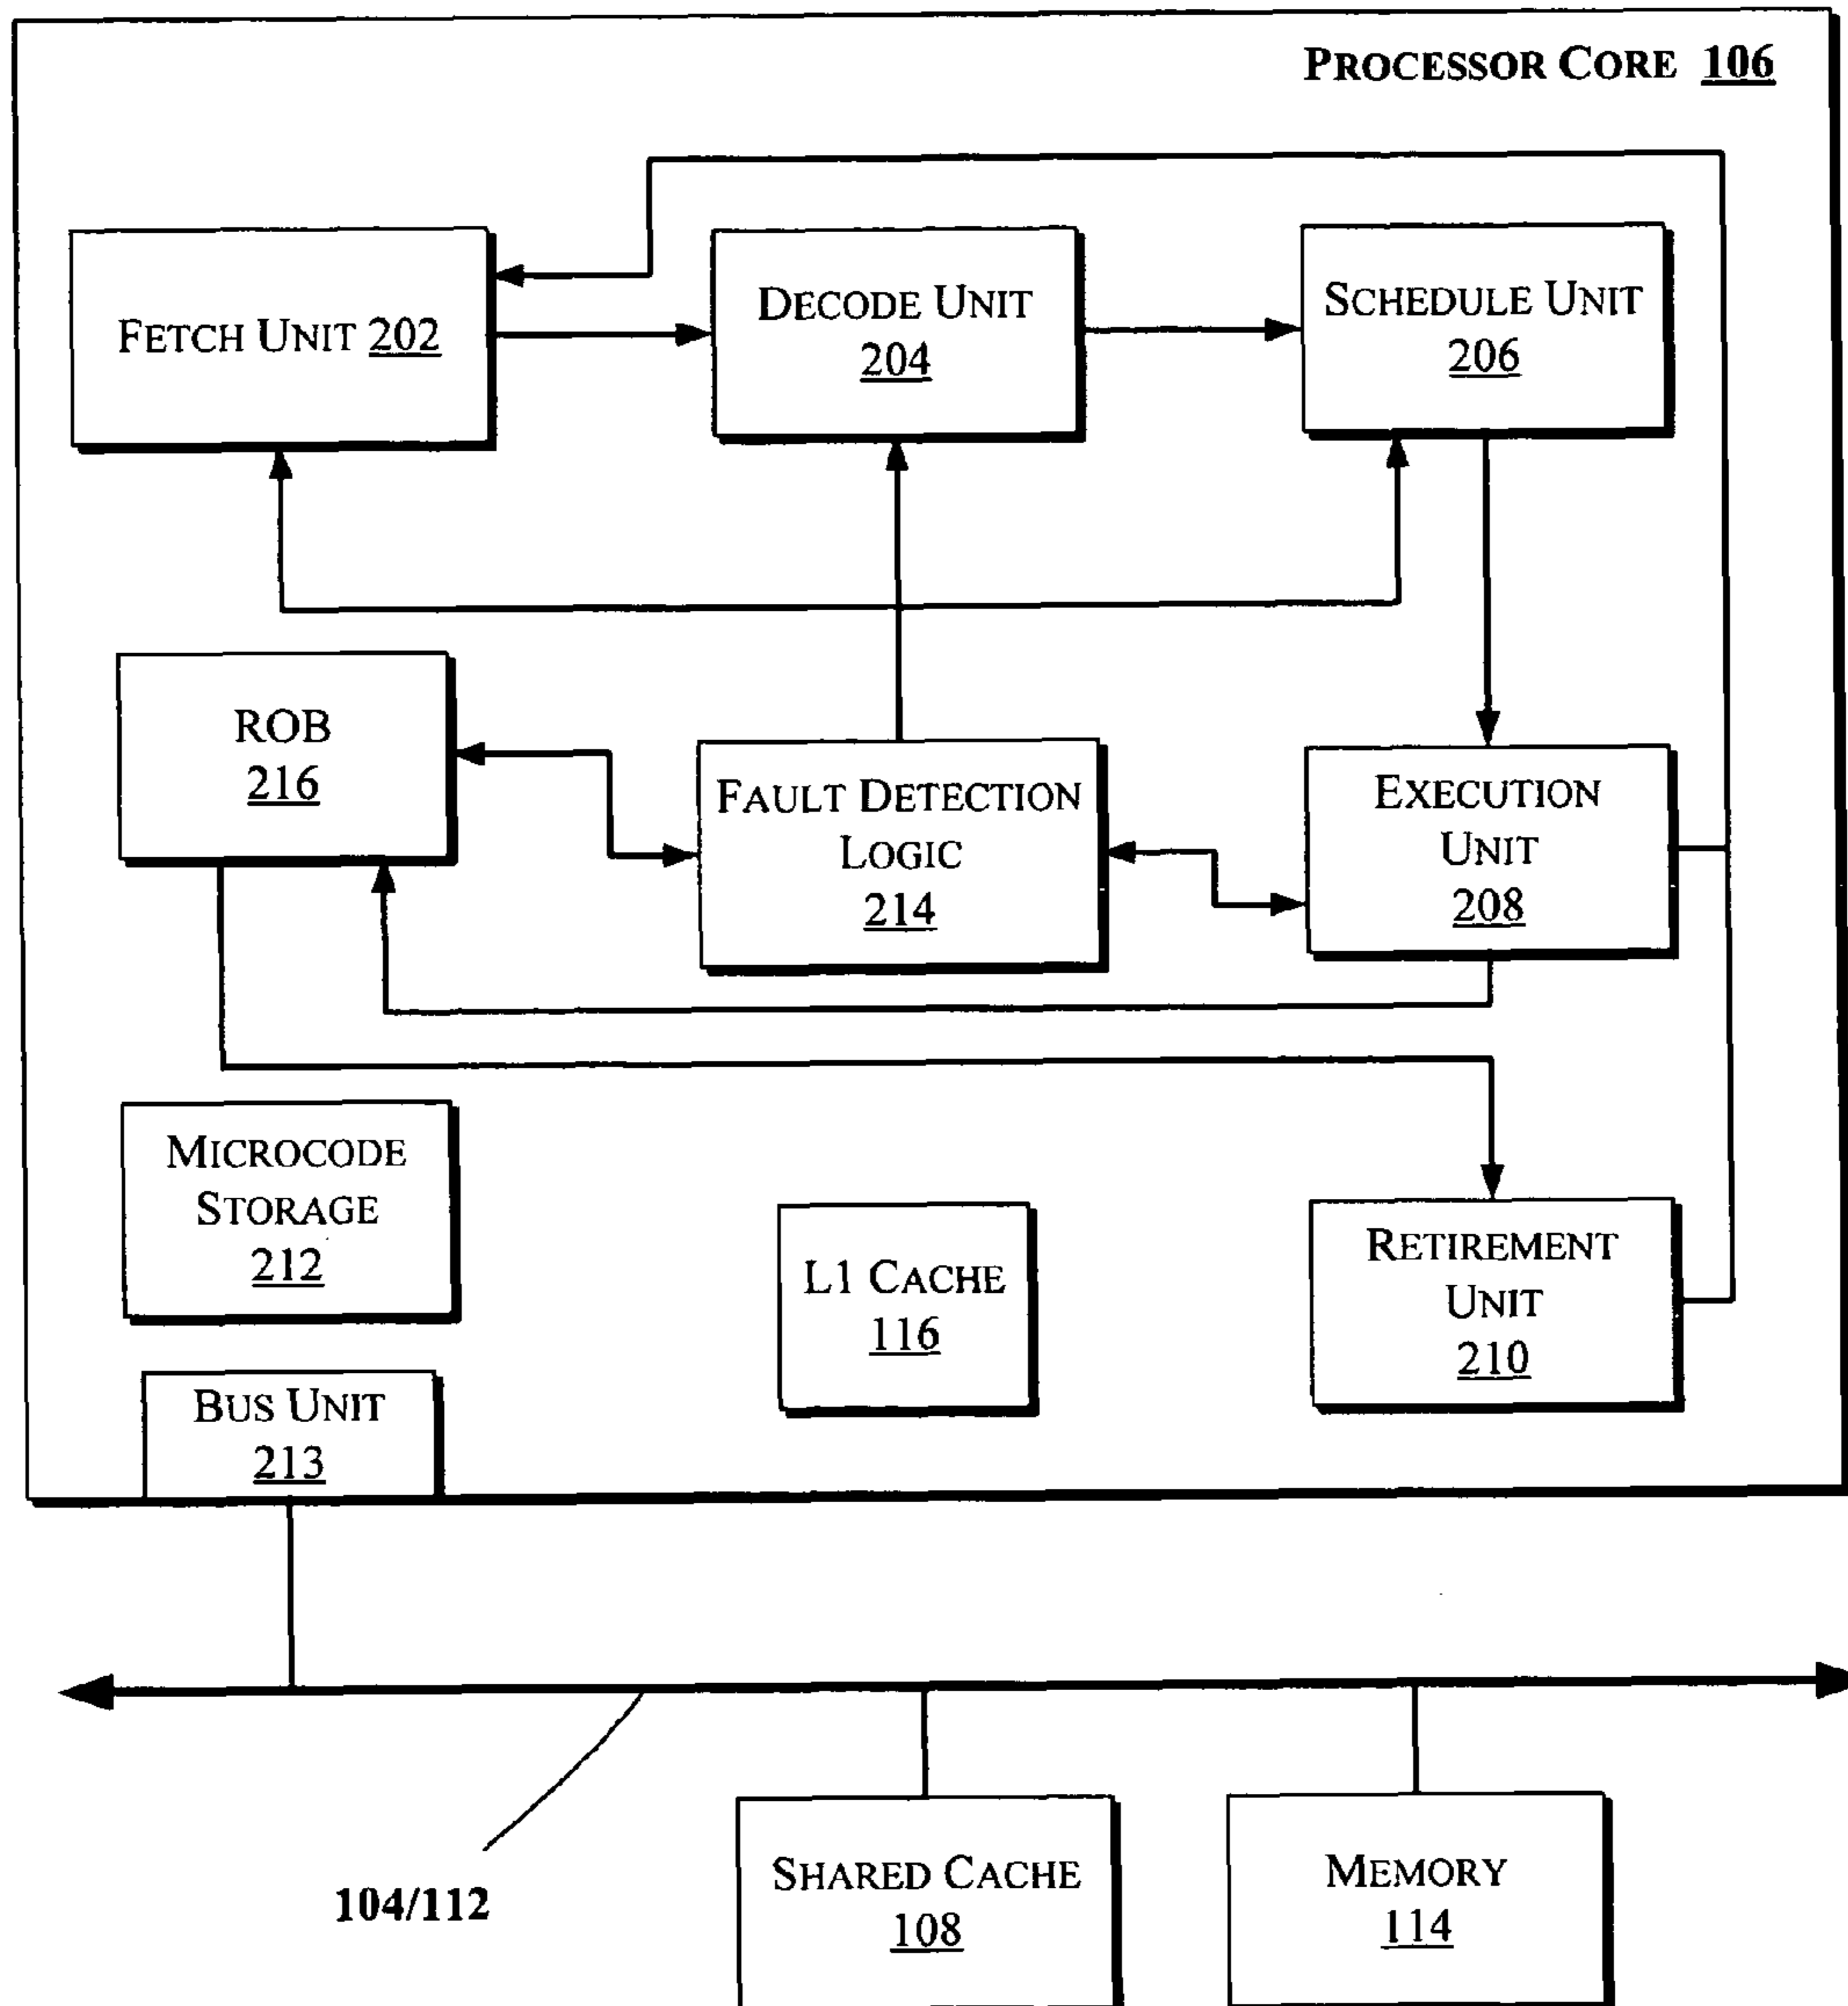 PROCESSOR CORE 106
FETCH UNIT 202
DECODE UNIT
204
SCHEDULE UNIT
206
ROB
216
FAULT DETECTION
LOGIC
214
EXECUTION
UNIT
208
MICROCODE
STORAGE
212
L1 CACHE
116
RETIREMENT
UNIT
210
BUS UNIT
213
104/112
SHARED CACHE
108
MEMORY
114